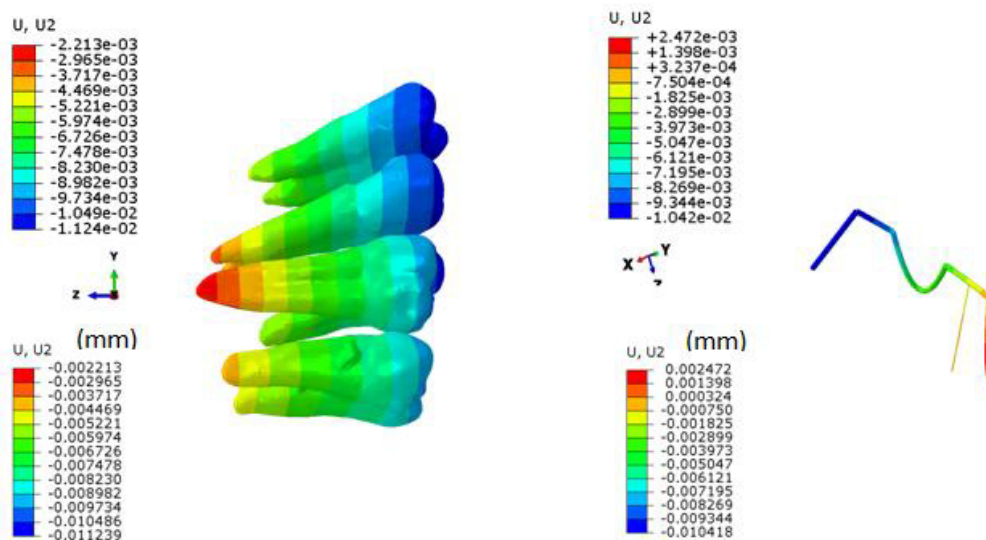 U, U2
-2.213e-03
-2.965e-03
-3.717e-03
-4.469e-03
-5.221e-03
-5.974e-03
-6.726e-03
-7.478e-03
-8.230e-03
-8.982e-03
-9.734e-03
-1.049e-02
-1.124e-02
Y
Z
(mm)
U, U2
-0.002213
-0.002965
-0.003717
-0.004469
-0.005221
-0.005974
-0.006726
-0.007478
-0.008230
-0.008982
-0.009734
-0.010486
-0.011239
U, U2
+2.472e-03
+1.398e-03
+3.237e-04
-7.504e-04
-1.825e-03
-2.899e-03
-3.973e-03
-5.047e-03
-6.121e-03
-7.195e-03
-8.269e-03
-9.344e-03
-1.042e-02
X
Y
(mm)
U, U2
0.002472
0.001398
0.000324
-0.000750
-0.001825
-0.002899
-0.003973
-0.005047
-0.006121
-0.007195
-0.008269
-0.009344
-0.010418